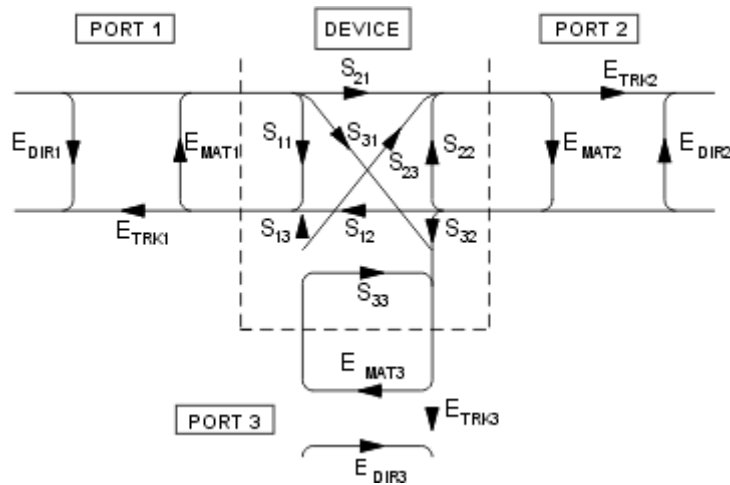 PORT 1
DEVICE
PORT 2
S21
ETRK2
EDIR1
EMAT1
S11
S31
S23
S22
EMAT2
EDIR2
ETRK1
S13
S12
S32
S33
EMAT3
PORT 3
ETRK3
EDIR3